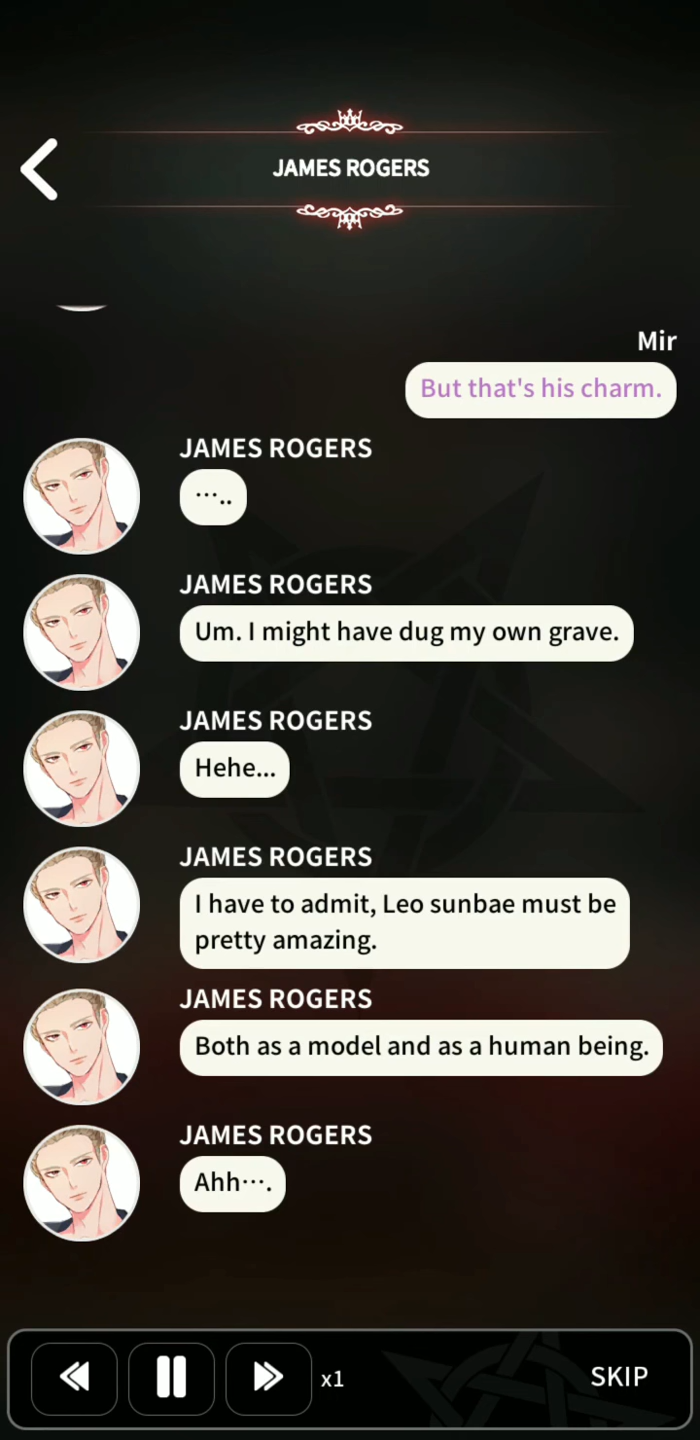 JAMES ROGERS
Mir
But that's his charm.
JAMES ROGERS
…..
JAMES ROGERS
Um. I might have dug my own grave.
JAMES ROGERS
Hehe...
JAMES ROGERS
I have to admit, Leo sunbae must be
pretty amazing.
JAMES ROGERS
Both as a model and as a human being.
JAMES ROGERS
Ahh….
x1
SKIP